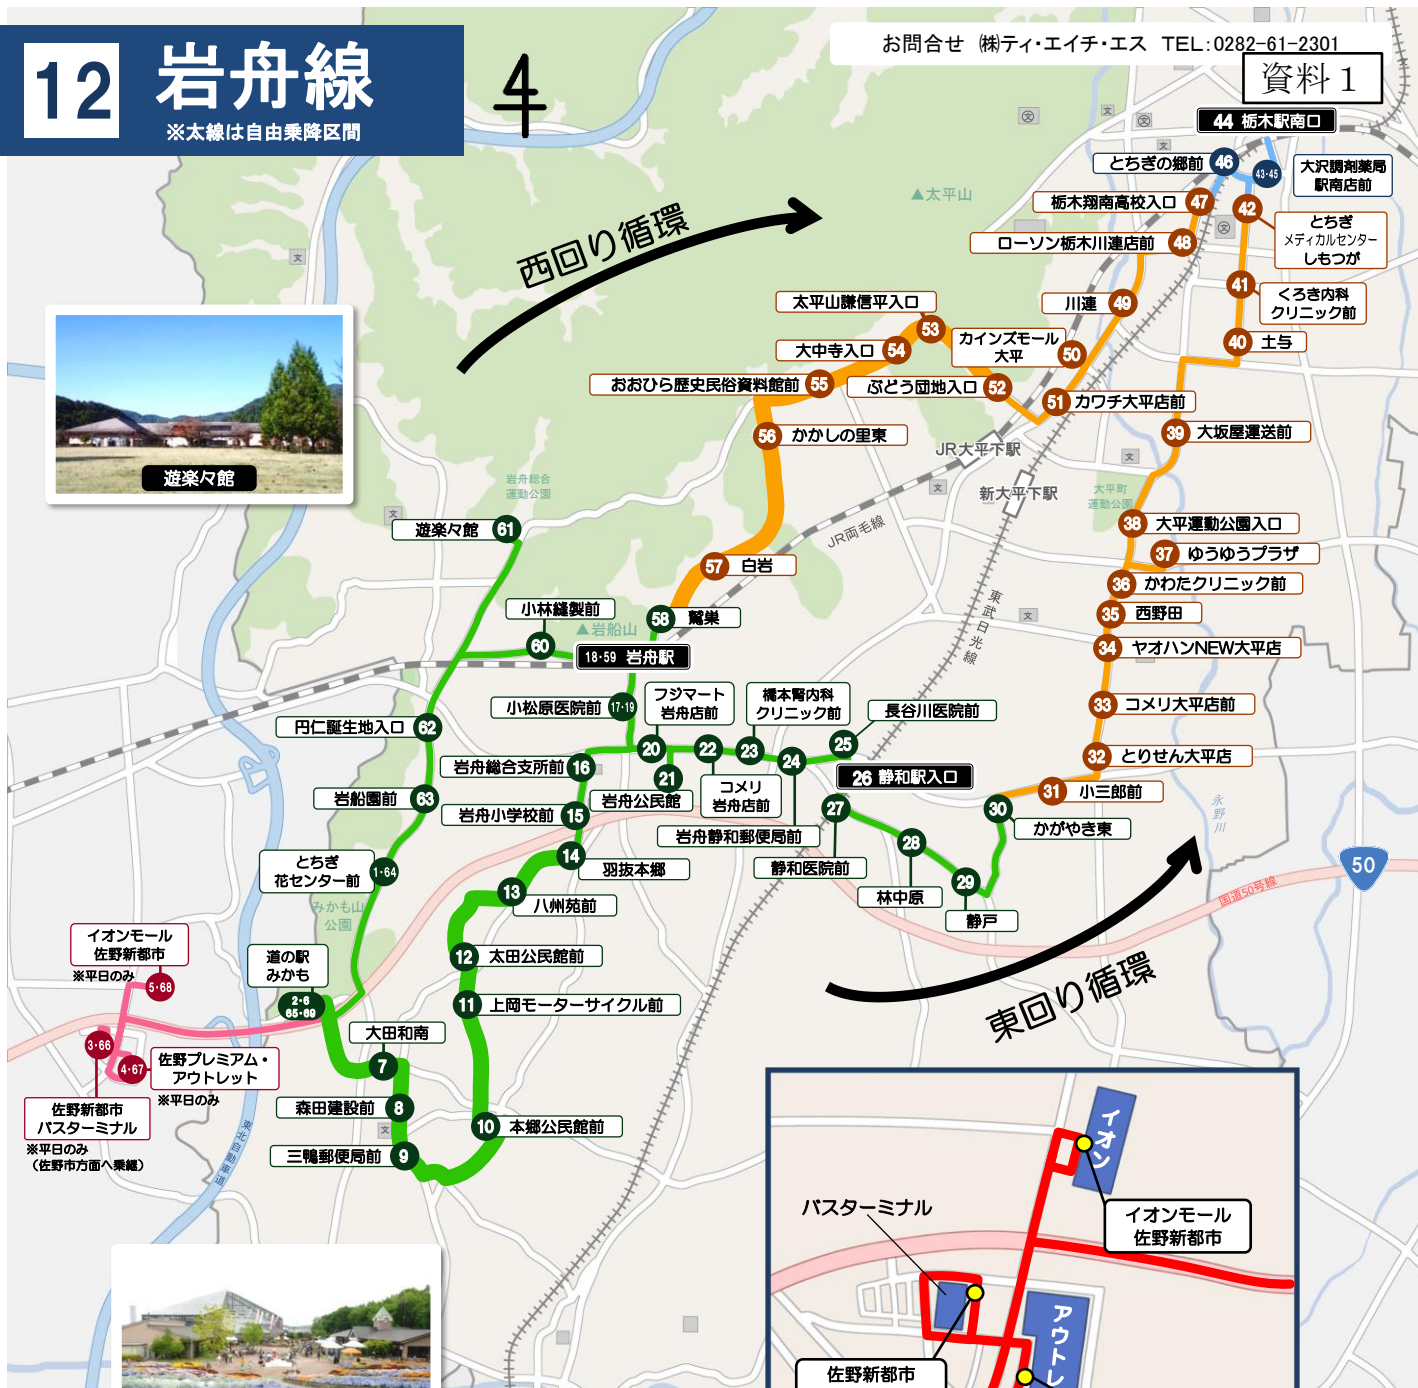 12 岩舟線
※太線は自由乗降区間
お問合せ ㈱ティ・エイチ・エス TEL:0282-61-2301
資料1
4
西回り循環
東回り循環
44 栃木駅南口
とちぎの郷前 46
43・45
大沢調剤薬局
駅南店前
栃木翔南高校入口 47
42
とちぎ
メディカルセンター
しもつが
ローソン栃木川連店前 48
41
くろき内科
クリニック前
川連 49
40 土与
▲太平山
太平山謙信平入口
53
大中寺入口 54
カインズモール
大平
50
おおひら歴史民俗資料館前 55
ぶどう団地入口 52
51 カワチ大平店前
56 かかしの里東
39 大坂屋運送前
JR大平下駅
新大平下駅
大平町
運動公園
岩舟総合
運動公園
遊楽々館
遊楽々館 61
JR両毛線
東武日光線
38 大平運動公園入口
37 ゆうゆうプラザ
57 白岩
36 かわたクリニック前
小林縫製前
60
58 鷲巣
35 西野田
▲岩船山
18・59 岩舟駅
34 ヤオハンNEW大平店
小松原医院前 17・19
フジマート
岩舟店前
20
橋本腎内科
クリニック前
23
長谷川医院前
25
33 コメリ大平店前
円仁誕生地入口 62
22
コメリ
岩舟店前
24
岩舟静和郵便局前
32 とりせん大平店
岩舟総合支所前 16
21
岩舟公民館
26 静和駅入口
31 小三郎前
岩船園前 63
岩舟小学校前 15
27
静和医院前
30
かがやき東
永野川
14
羽抜本郷
28
林中原
29
静戸
50
国道50号線
とちぎ
花センター前
1・64
みかも山
公園
13
八州苑前
イオンモール
佐野新都市
※平日のみ
5・68
道の駅
みかも
2・6
65・69
12 太田公民館前
11 上岡モーターサイクル前
大田和南
7
3・66
4・67
佐野プレミアム・
アウトレット
※平日のみ
佐野新都市
バスターミナル
※平日のみ
(佐野市方面へ乗継)
森田建設前 8
10 本郷公民館前
三鴨郵便局前 9
東北自動車道
イオン
バスターミナル
イオンモール
佐野新都市
アウトレ
佐野新都市